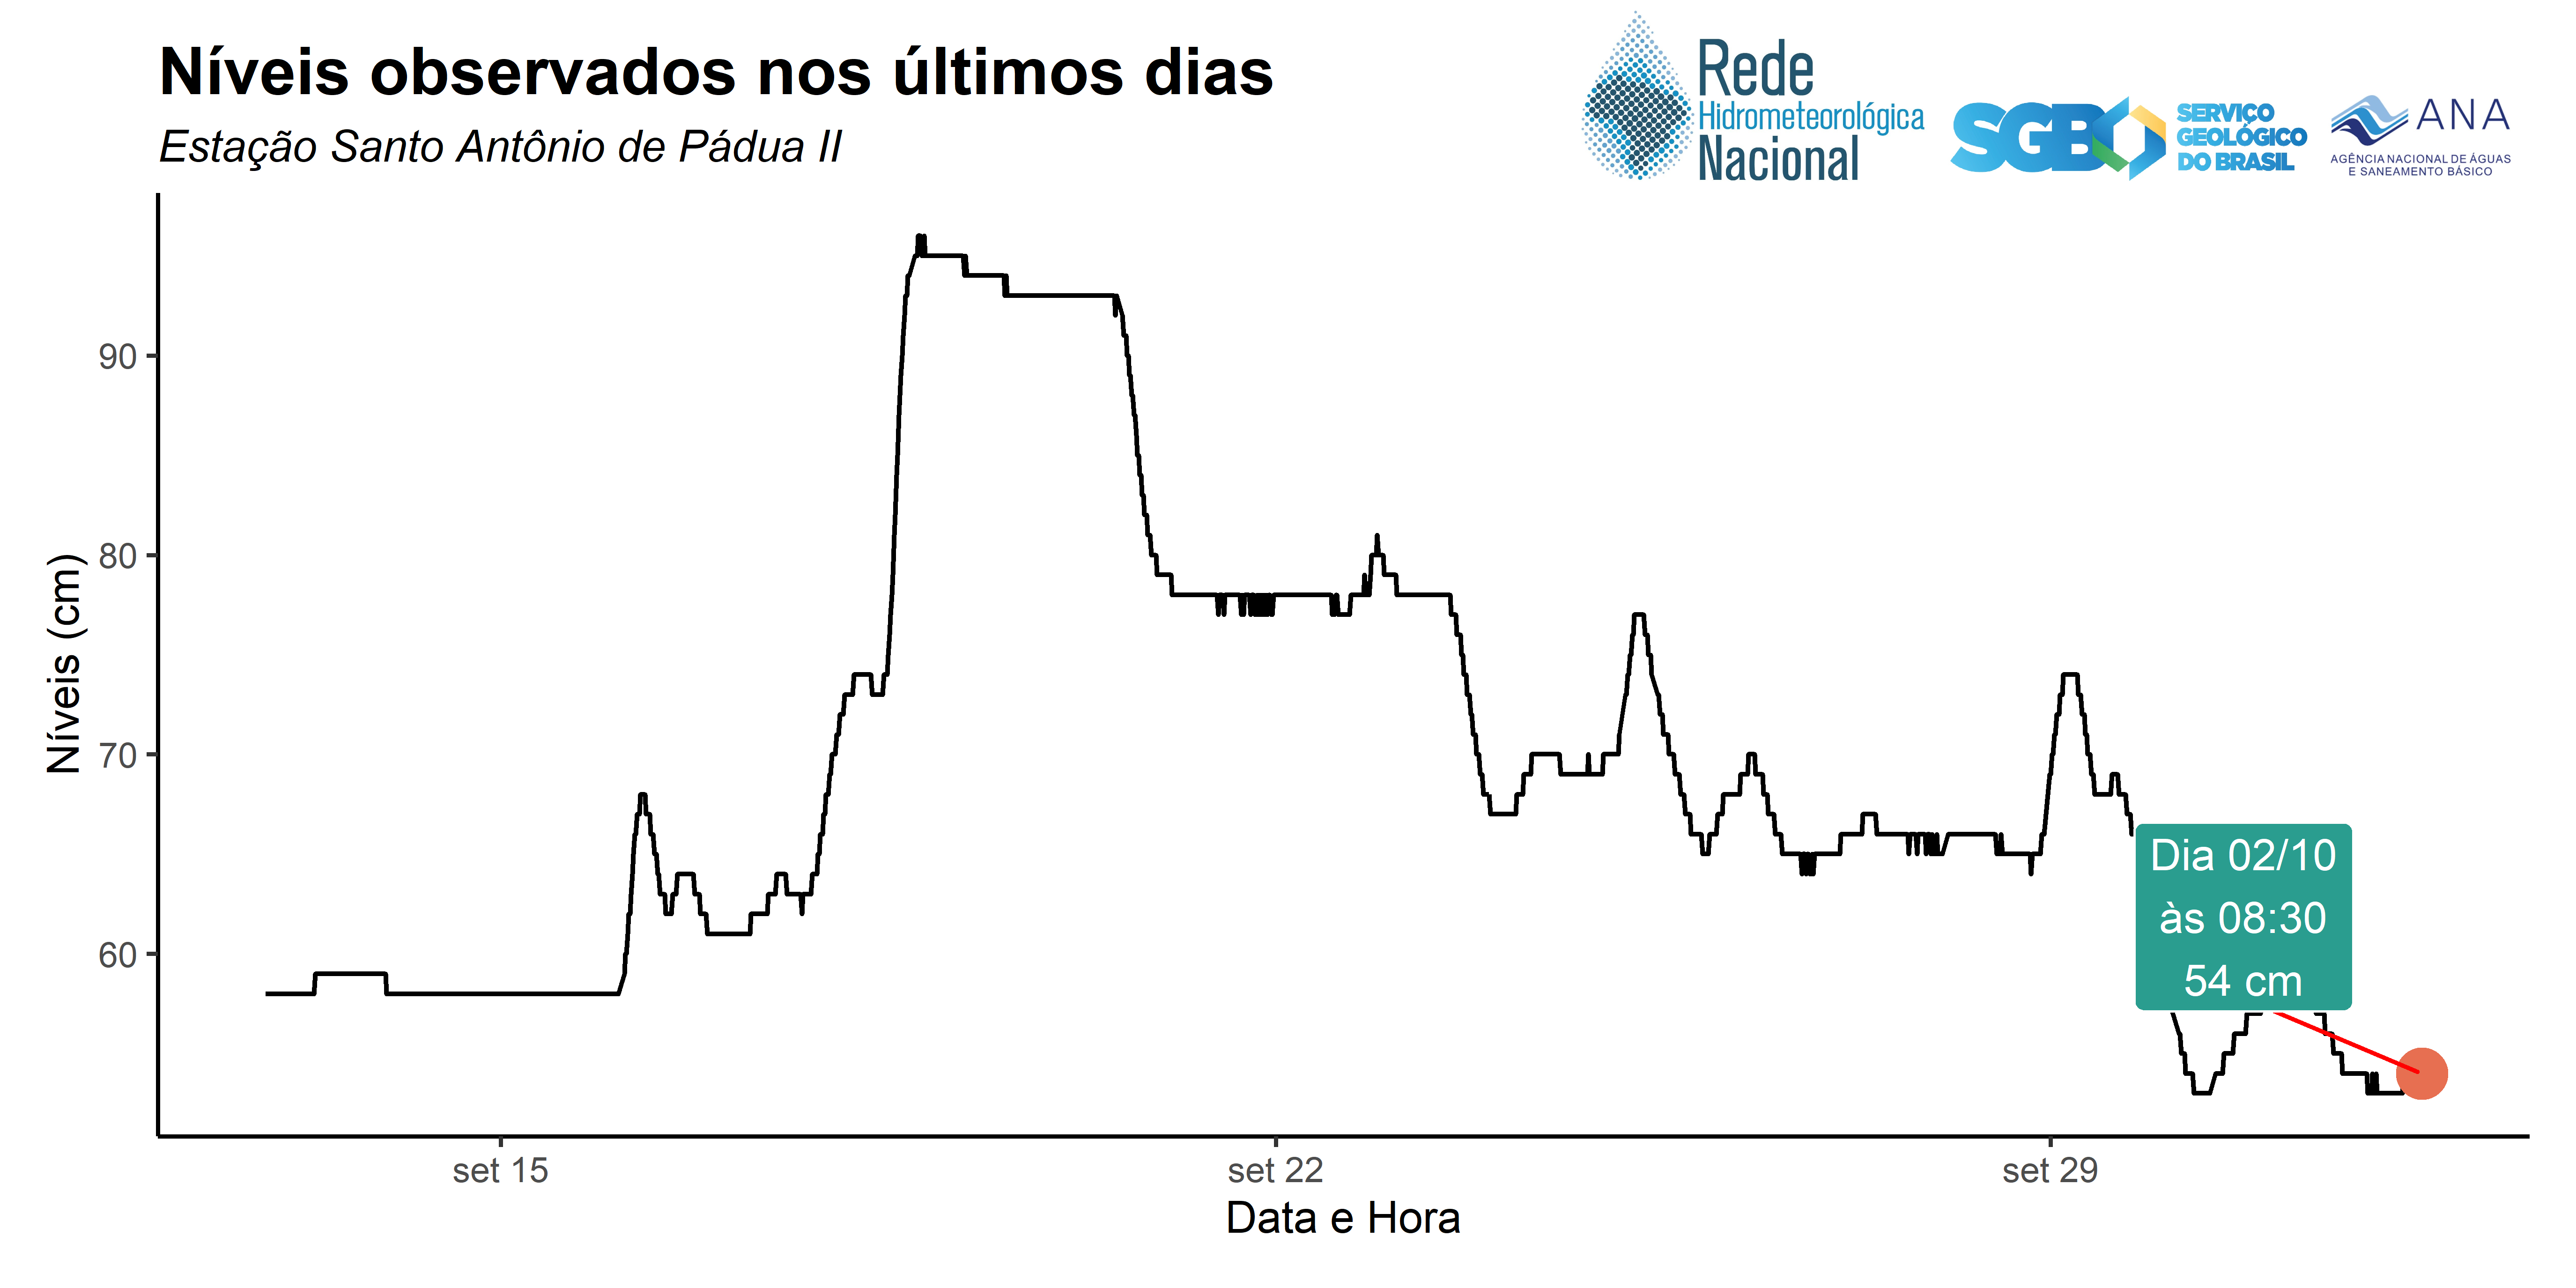 Níveis observados nos últimos dias
Estação Santo Antônio de Pádua II
Rede
Hidrometeorológica
Nacional
SGB
SERVIÇO
GEOLÓGICO
DO BRASIL
ANA
AGÊNCIA NACIONAL DE ÁGUAS
E SANEAMENTO BÁSICO
Níveis (cm)
90
80
70
60
Dia 02/10
às 08:30
54 cm
set 15
set 22
set 29
Data e Hora